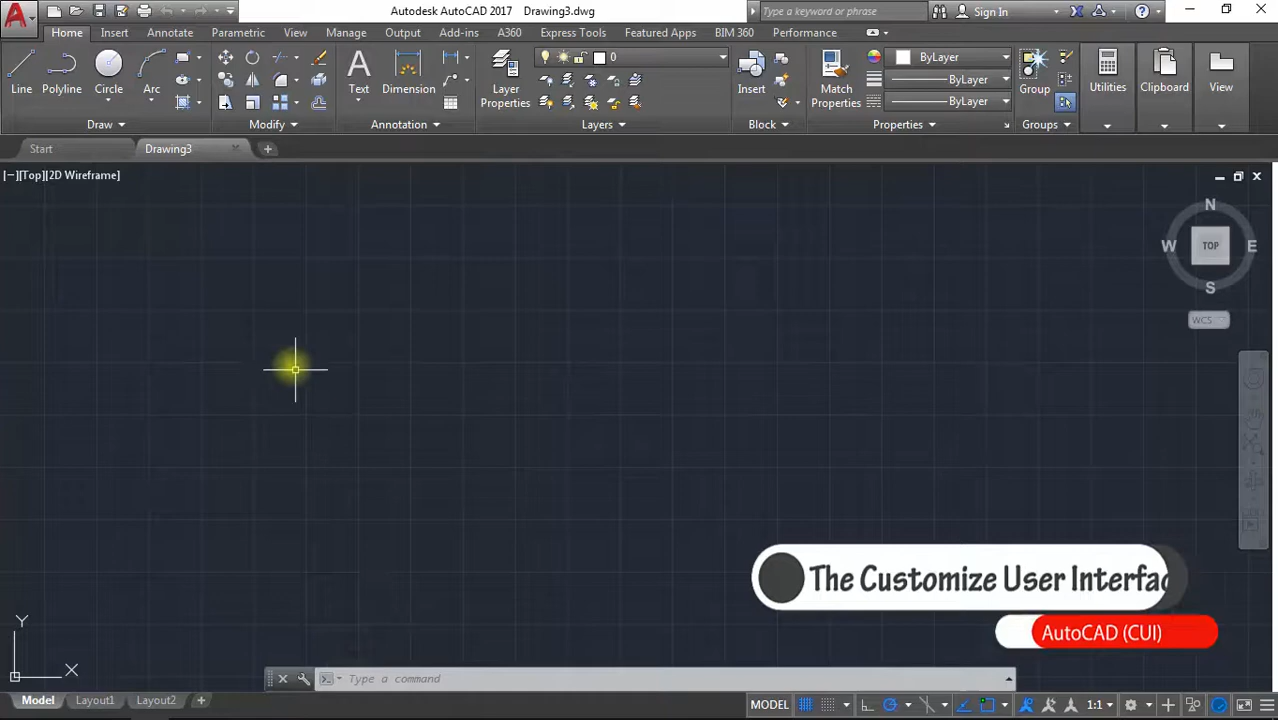 Autodesk AutoCAD 2017 Drawing3.dwg
Type a keyword or phrase
Sign In
Home Insert Annotate Parametric View Manage Output Add-ins A360 Express Tools Featured Apps BIM 360 Performance
0
ByLayer
ByLayer
ByLayer
Line Polyline Circle Arc
Text Dimension
Layer Properties
Insert
Match Properties
Group
Utilities Clipboard View
Draw Modify Annotation Layers Block Properties Groups
Start Drawing3
[−][Top][2D Wireframe]
N
W TOP E
S
WCS
The Customize User Interfac
AutoCAD (CUI)
Y
X
Type a command
Model Layout1 Layout2
MODEL 1:1